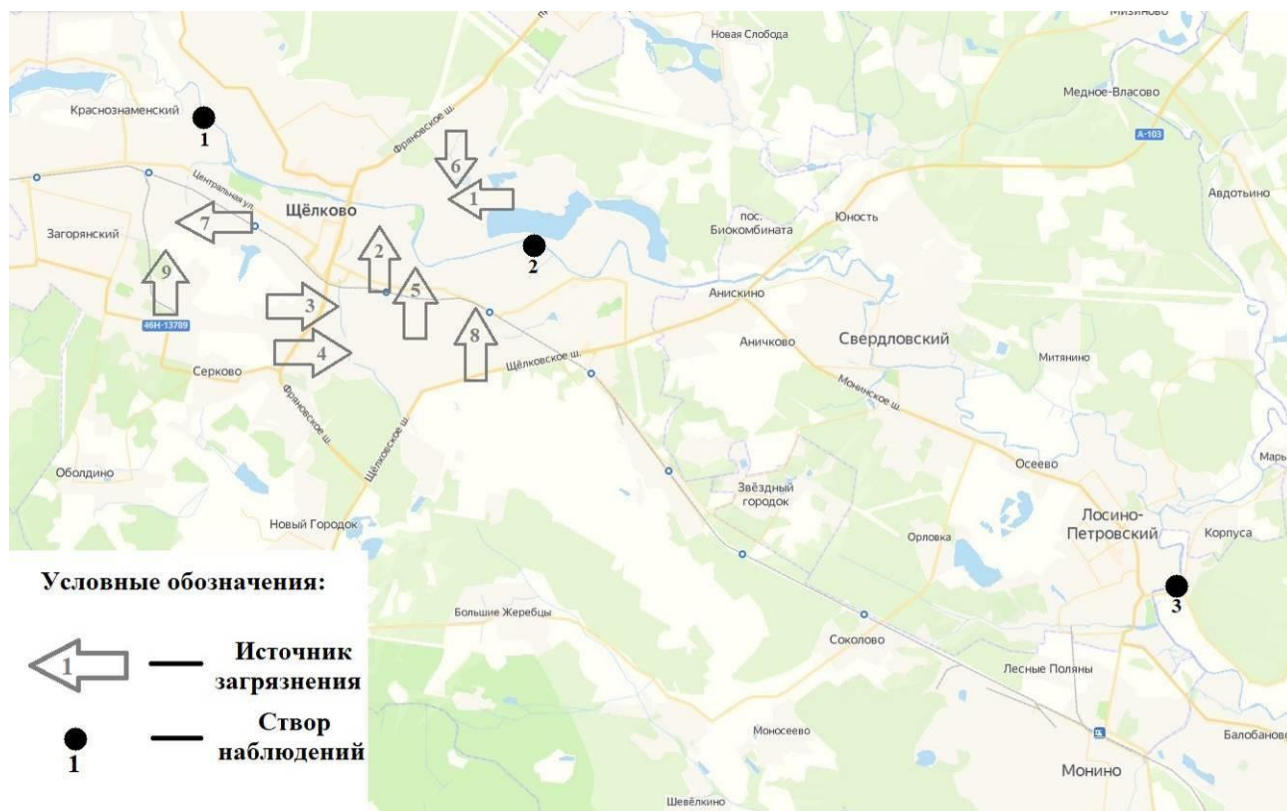 Мизиново
Новая Слобода
Медное-Власово
Краснознаменский
1
Фряновское ш.
А-103
6
Центральная ул.
1
Авдотьино
Щёлково
7
пос.
Биокомбината
Юность
Загорянский
2
2
9
5
Анискино
3
46Н-13789
8
Свердловский
4
Аничково
Щёлковское ш.
Митянино
Серково
Фряновское ш.
Монинское ш.
Щёлковское ш.
Оболдино
Осеево
Марь
Звёздный
городок
Лосино-
Петровский
Новый Городок
Орловка
Корпуса
3
Условные обозначения:
Большие Жеребцы
Соколово
1
Источник
загрязнения
Лесные Поляны
Створ
наблюдений
1
Моносеево
Балобаново
Монино
Шевёлкино